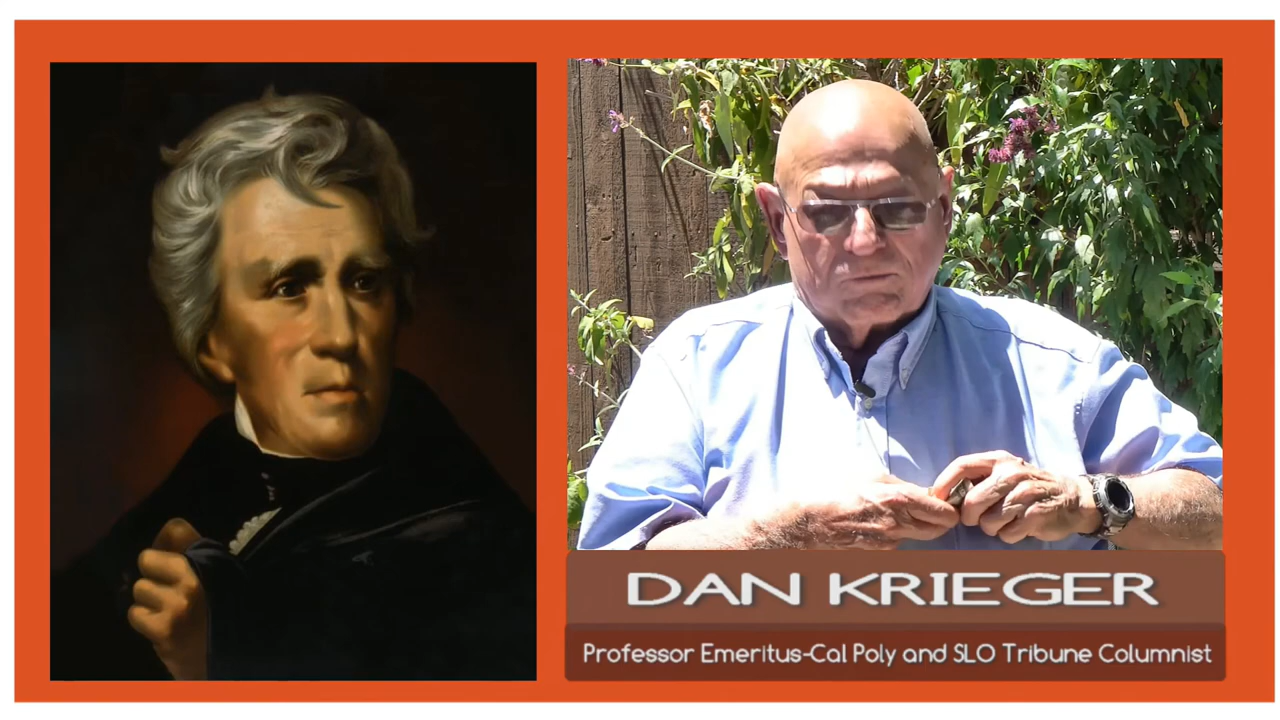 DAN KRIEGER
Professor Emeritus-Cal Poly and SLO Tribune Columnist